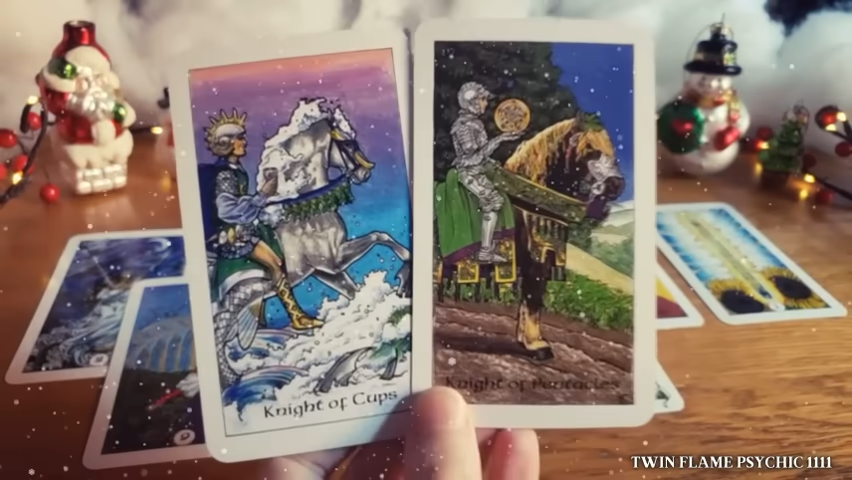 Knight of Cups
Knight of Pentacles
TWIN FLAME PSYCHIC 1111